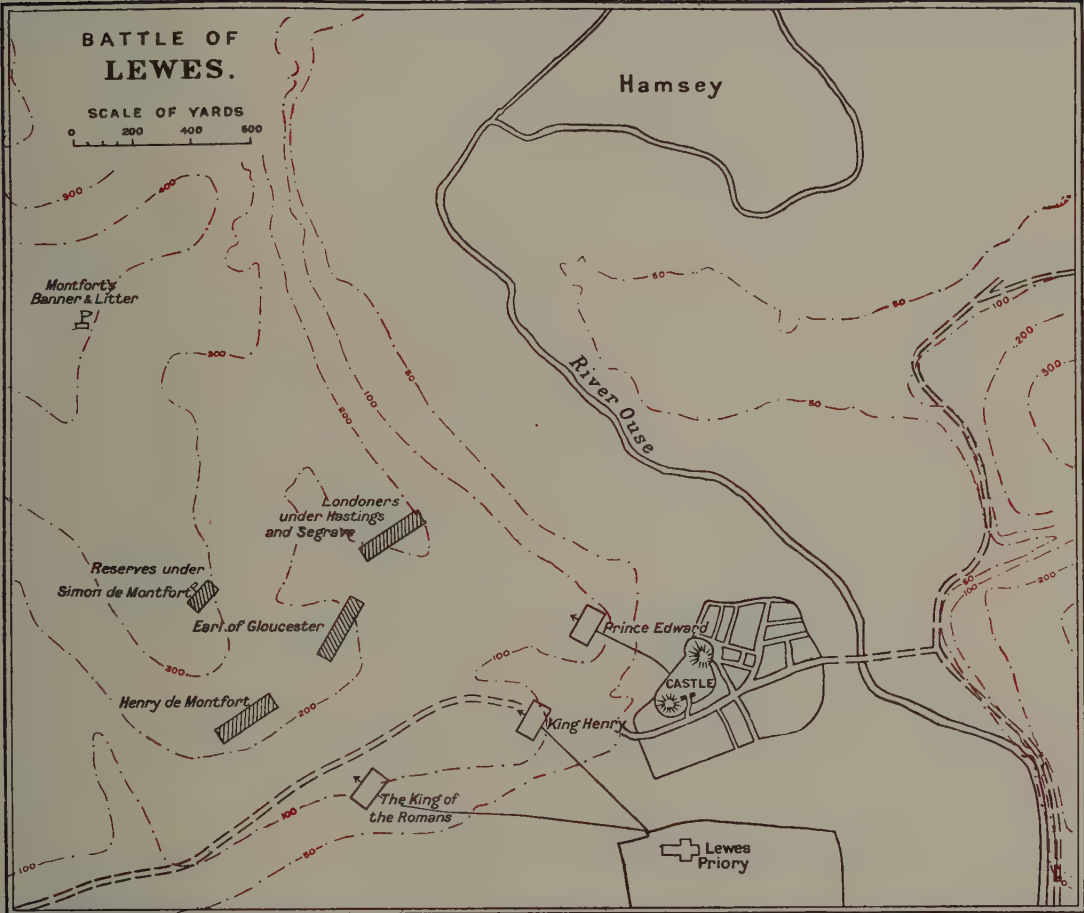 BATTLE OF
LEWES.
SCALE OF YARDS
0 200 400 600
Hamsey
300
400
Montfort's
Banner & Litter
300
50
100
200
50
50
100
200
300
50
River Ouse
Londoners
under Hastings
and Segrave
Reserves under
Simon de Montfort
Earl of Gloucester
Prince Edward
50
100
200
100
300
CASTLE
Henry de Montfort
200
King Henry
The King of
the Romans
100
50
100
Lewes
Priory